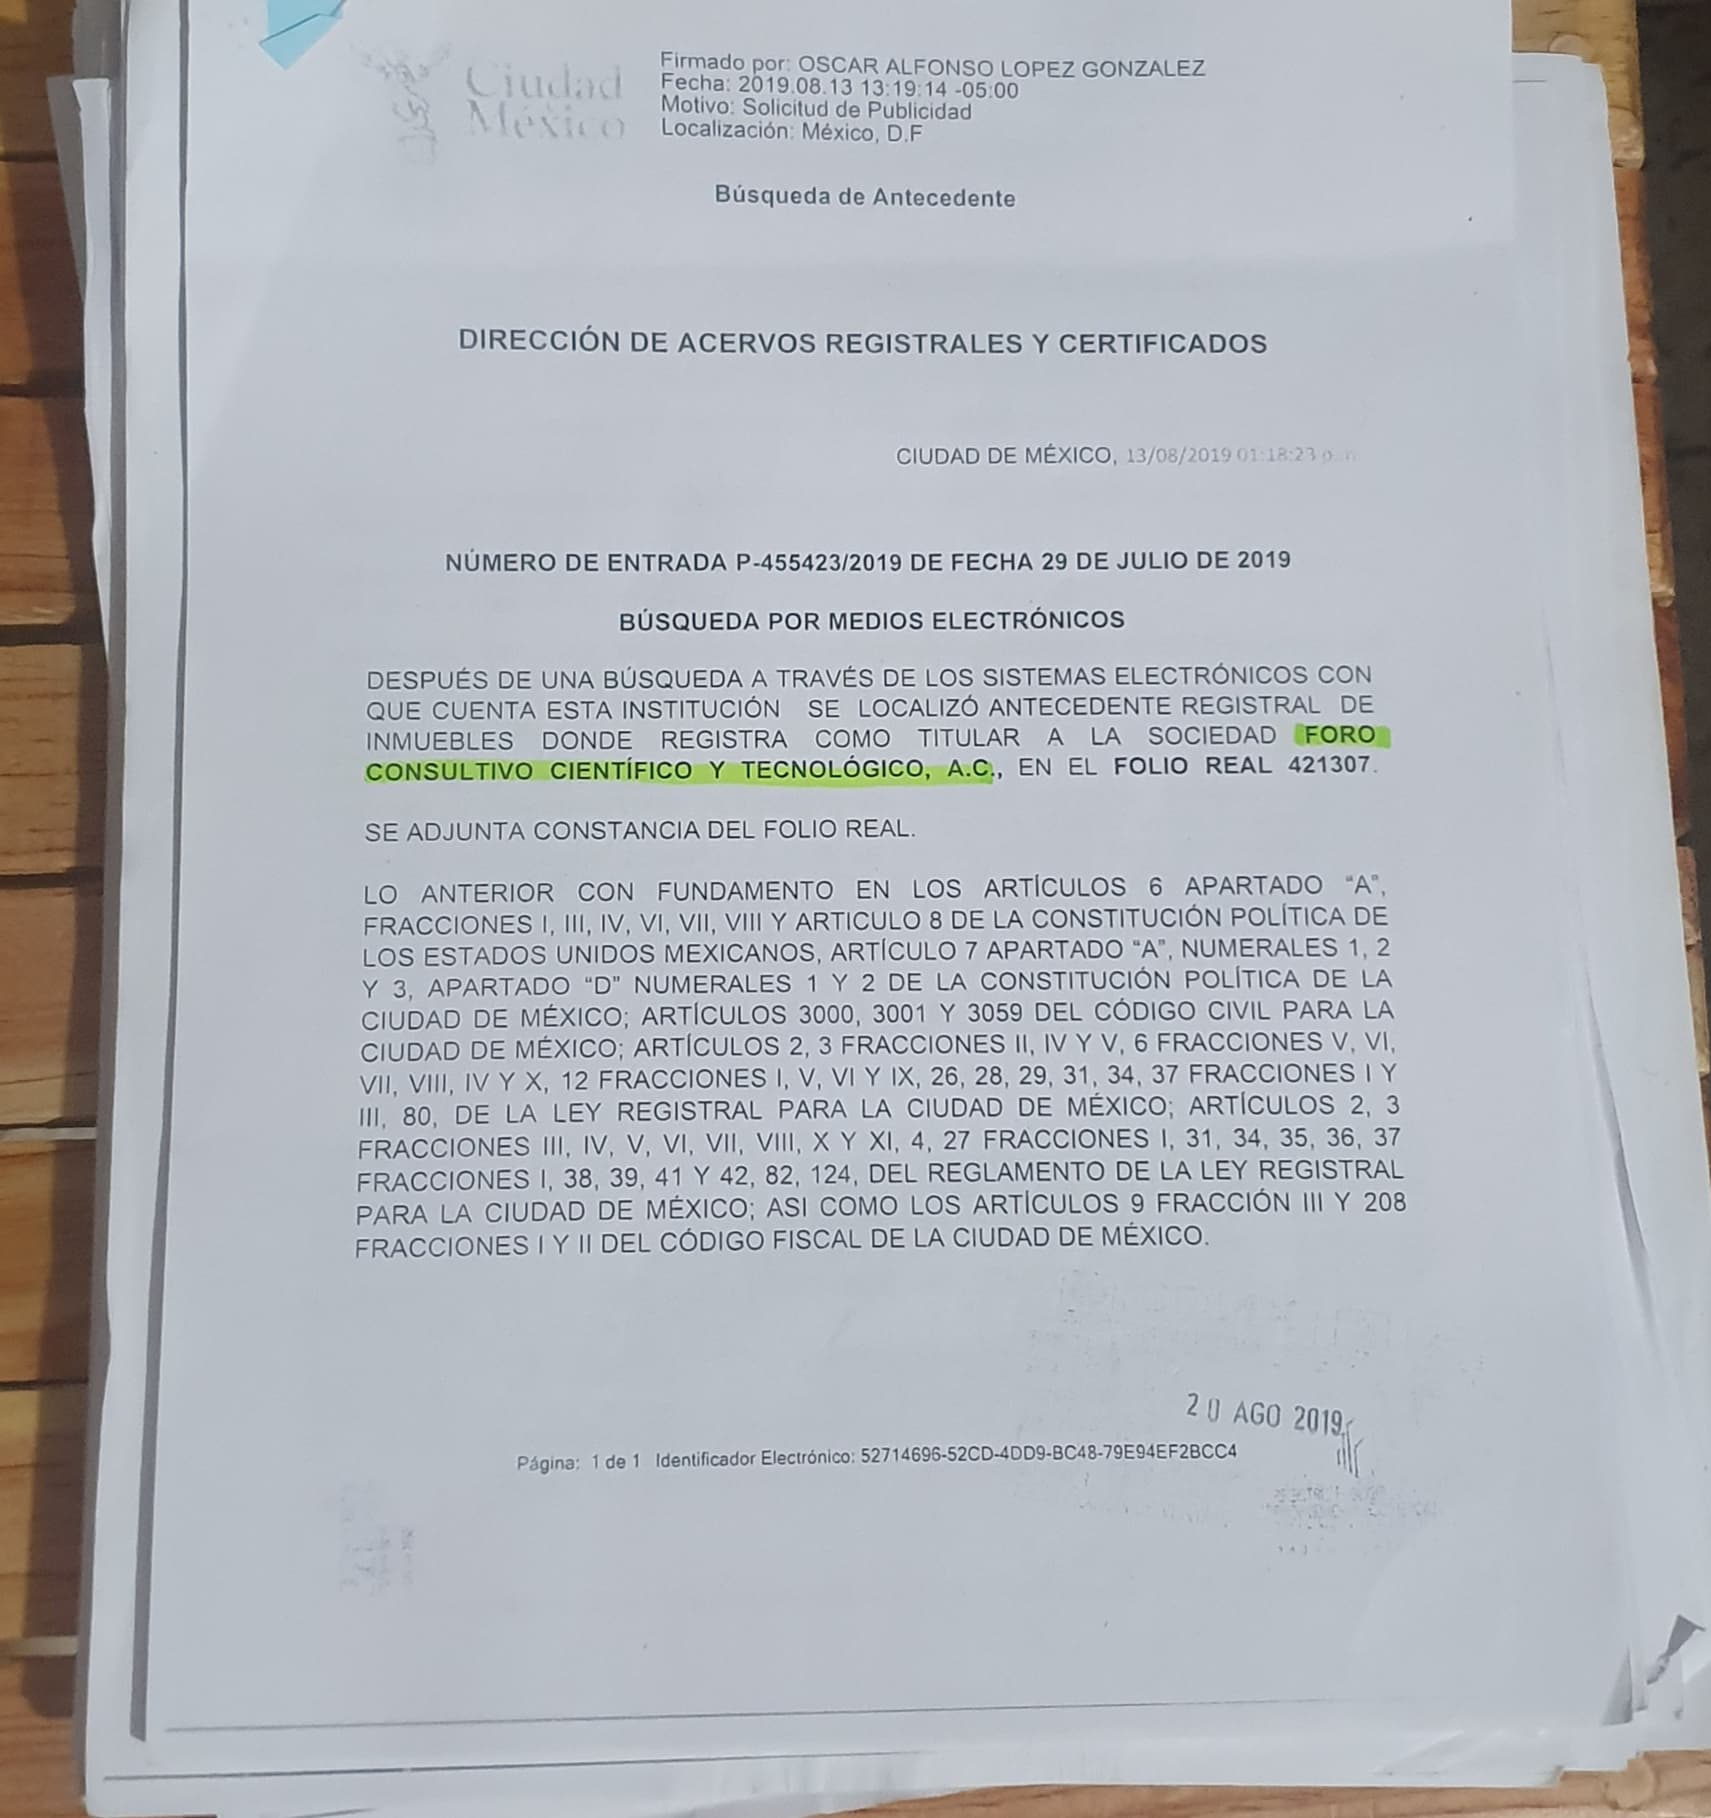 Ciudad
México
Firmado por: OSCAR ALFONSO LOPEZ GONZALEZ
Fecha: 2019.08.13 13:19:14 -05:00
Motivo: Solicitud de Publicidad
Localización: México, D.F
Búsqueda de Antecedente
DIRECCIÓN DE ACERVOS REGISTRALES Y CERTIFICADOS
CIUDAD DE MÉXICO, 13/08/2019 01:18:23 p.m
NÚMERO DE ENTRADA P-455423/2019 DE FECHA 29 DE JULIO DE 2019
BÚSQUEDA POR MEDIOS ELECTRÓNICOS
DESPUÉS DE UNA BÚSQUEDA A TRAVÉS DE LOS SISTEMAS ELECTRÓNICOS CON
QUE CUENTA ESTA INSTITUCIÓN SE LOCALIZÓ ANTECEDENTE REGISTRAL DE
INMUEBLES DONDE REGISTRA COMO TITULAR A LA SOCIEDAD FORO
CONSULTIVO CIENTÍFICO Y TECNOLÓGICO, A.C., EN EL FOLIO REAL 421307.
SE ADJUNTA CONSTANCIA DEL FOLIO REAL.
LO ANTERIOR CON FUNDAMENTO EN LOS ARTÍCULOS 6 APARTADO “A”,
FRACCIONES I, III, IV, VI, VII, VIII Y ARTICULO 8 DE LA CONSTITUCIÓN POLÍTICA DE
LOS ESTADOS UNIDOS MEXICANOS, ARTÍCULO 7 APARTADO “A”, NUMERALES 1, 2
Y 3, APARTADO “D” NUMERALES 1 Y 2 DE LA CONSTITUCIÓN POLÍTICA DE LA
CIUDAD DE MÉXICO; ARTÍCULOS 3000, 3001 Y 3059 DEL CÓDIGO CIVIL PARA LA
CIUDAD DE MÉXICO; ARTÍCULOS 2, 3 FRACCIONES II, IV Y V, 6 FRACCIONES V, VI,
VII, VIII, IV Y X, 12 FRACCIONES I, V, VI Y IX, 26, 28, 29, 31, 34, 37 FRACCIONES I Y
III, 80, DE LA LEY REGISTRAL PARA LA CIUDAD DE MÉXICO; ARTÍCULOS 2, 3
FRACCIONES III, IV, V, VI, VII, VIII, X Y XI, 4, 27 FRACCIONES I, 31, 34, 35, 36, 37
FRACCIONES I, 38, 39, 41 Y 42, 82, 124, DEL REGLAMENTO DE LA LEY REGISTRAL
PARA LA CIUDAD DE MÉXICO; ASI COMO LOS ARTÍCULOS 9 FRACCIÓN III Y 208
FRACCIONES I Y II DEL CÓDIGO FISCAL DE LA CIUDAD DE MÉXICO.
20 AGO 2019
Página: 1 de 1 Identificador Electrónico: 52714696-52CD-4DD9-BC48-79E94EF2BCC4